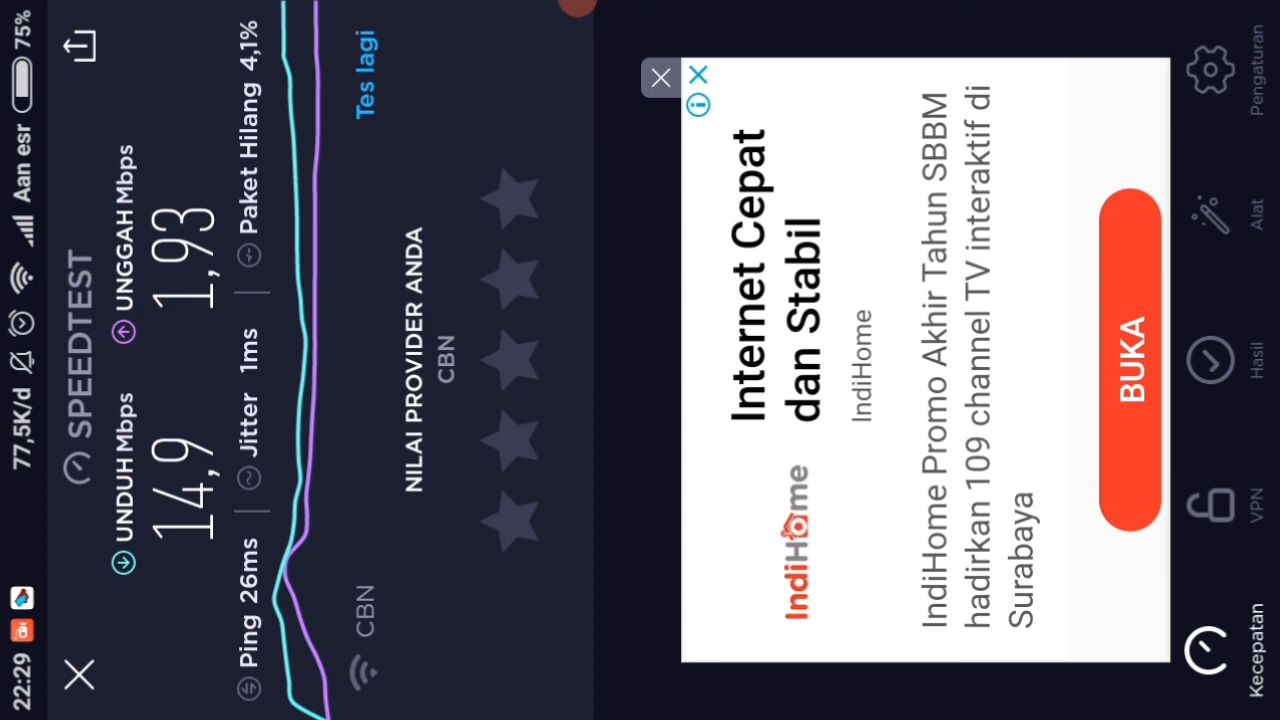 22:29 77,5K/d Aan esr 75%
SPEEDTEST
UNDUH Mbps UNGGAH Mbps
14,9 1,93
Ping 26ms Jitter 1ms Paket Hilang 4,1%
CBN Tes lagi
NILAI PROVIDER ANDA
CBN
Internet Cepat
dan Stabil
IndiHome
IndiHome
IndiHome Promo Akhir Tahun SBBM
hadirkan 109 channel TV interaktif di
Surabaya
BUKA
Kecepatan VPN Hasil Alat Pengaturan